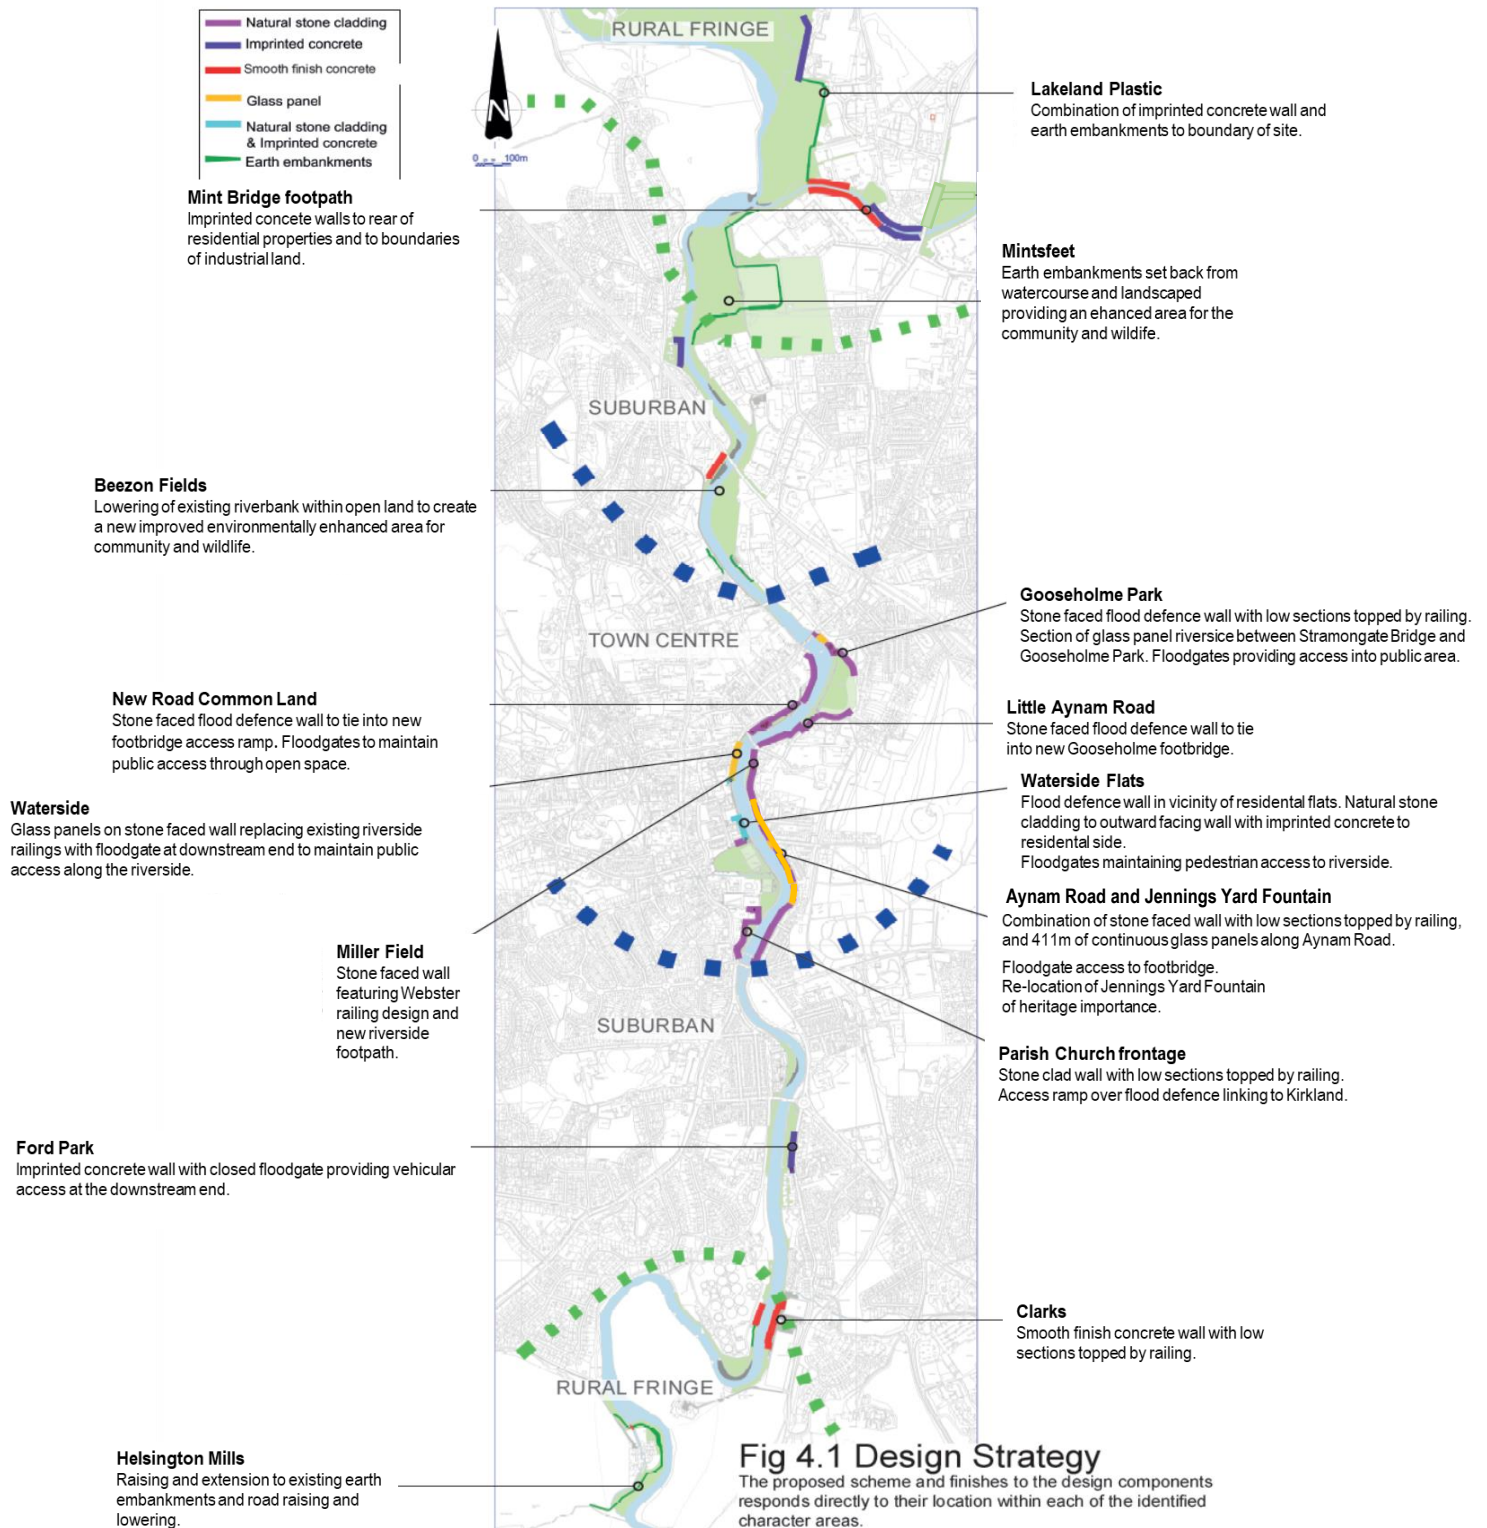 Natural stone cladding
Imprinted concrete
Smooth finish concrete
Glass panel
Natural stone cladding
& Imprinted concrete
Earth embankments
N
0
100m
RURAL FRINGE
Lakeland Plastic
Combination of imprinted concrete wall and
earth embankments to boundary of site.
Mint Bridge footpath
Imprinted concete walls to rear of
residential properties and to boundaries
of industrial land.
Mintsfeet
Earth embankments set back from
watercourse and landscaped
providing an ehanced area for the
community and wildife.
SUBURBAN
Beezon Fields
Lowering of existing riverbank within open land to create
a new improved environmentally enhanced area for
community and wildlife.
Gooseholme Park
Stone faced flood defence wall with low sections topped by railing.
Section of glass panel riversice between Stramongate Bridge and
Gooseholme Park. Floodgates providing access into public area.
TOWN CENTRE
New Road Common Land
Stone faced flood defence wall to tie into new
footbridge access ramp. Floodgates to maintain
public access through open space.
Little Aynam Road
Stone faced flood defence wall to tie
into new Gooseholme footbridge.
Waterside
Glass panels on stone faced wall replacing existing riverside
railings with floodgate at downstream end to maintain public
access along the riverside.
Waterside Flats
Flood defence wall in vicinity of residental flats. Natural stone
cladding to outward facing wall with imprinted concrete to
residental side.
Floodgates maintaining pedestrian access to riverside.
Aynam Road and Jennings Yard Fountain
Combination of stone faced wall with low sections topped by railing,
and 411m of continuous glass panels along Aynam Road.
Floodgate access to footbridge.
Re-location of Jennings Yard Fountain
of heritage importance.
Miller Field
Stone faced wall
featuring Webster
railing design and
new riverside
footpath.
SUBURBAN
Parish Church frontage
Stone clad wall with low sections topped by railing.
Access ramp over flood defence linking to Kirkland.
Ford Park
Imprinted concrete wall with closed floodgate providing vehicular
access at the downstream end.
Clarks
Smooth finish concrete wall with low
sections topped by railing.
RURAL FRINGE
Helsington Mills
Raising and extension to existing earth
embankments and road raising and
lowering.
Fig 4.1 Design Strategy
The proposed scheme and finishes to the design components
responds directly to their location within each of the identified
character areas.